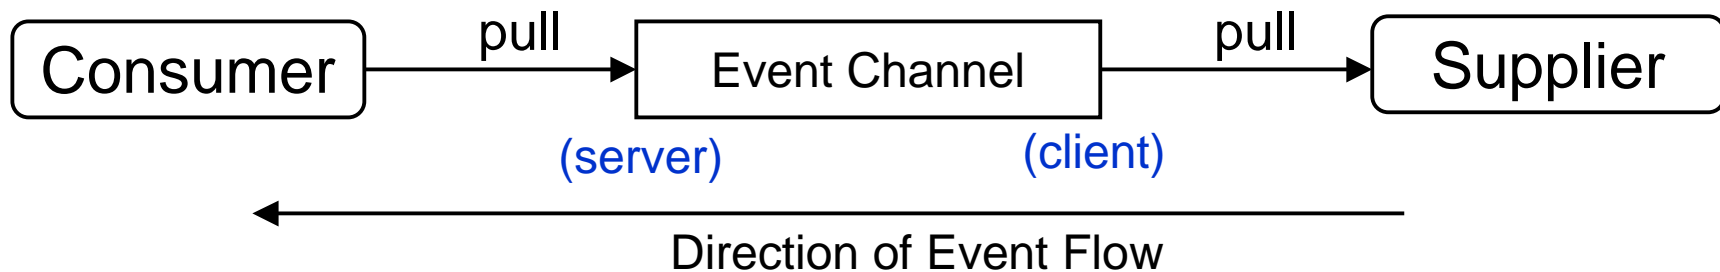 Consumer
pull
Event Channel
pull
Supplier
(server)
(client)
Direction of Event Flow